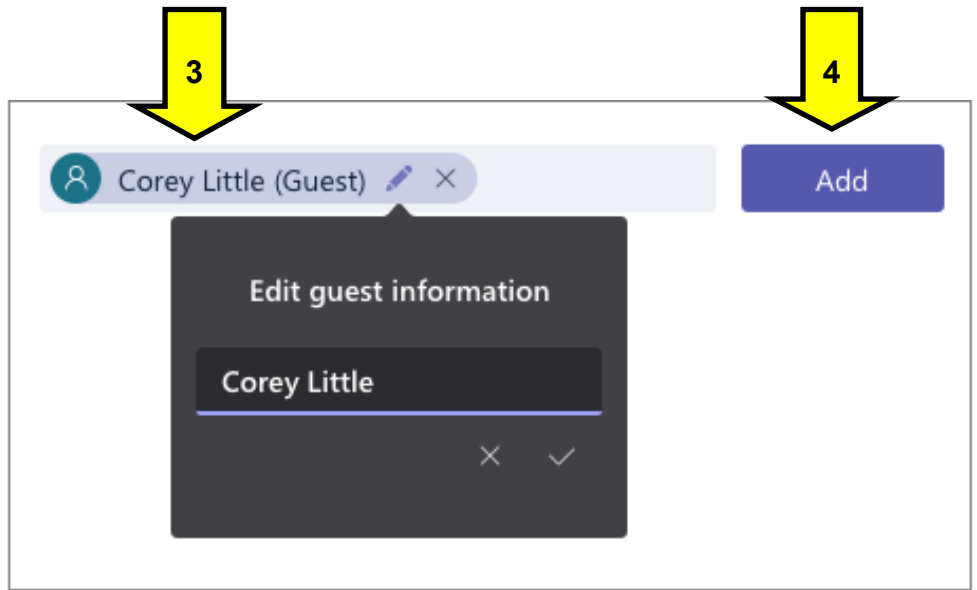 3
4
Corey Little (Guest)
Add
Edit guest information
Corey Little